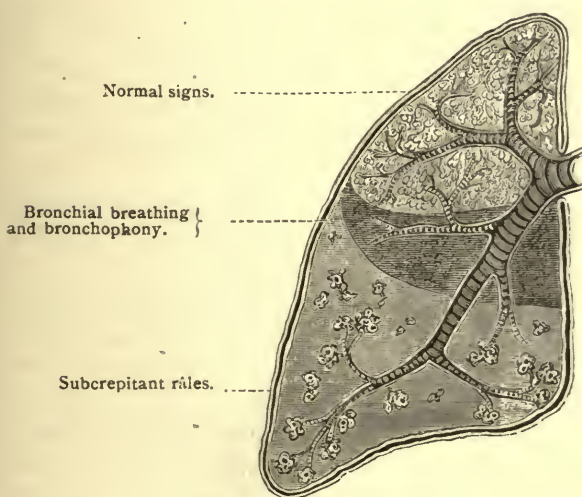 Normal signs.
Bronchial breathing
and bronchophony.
Subcrepitant râles.